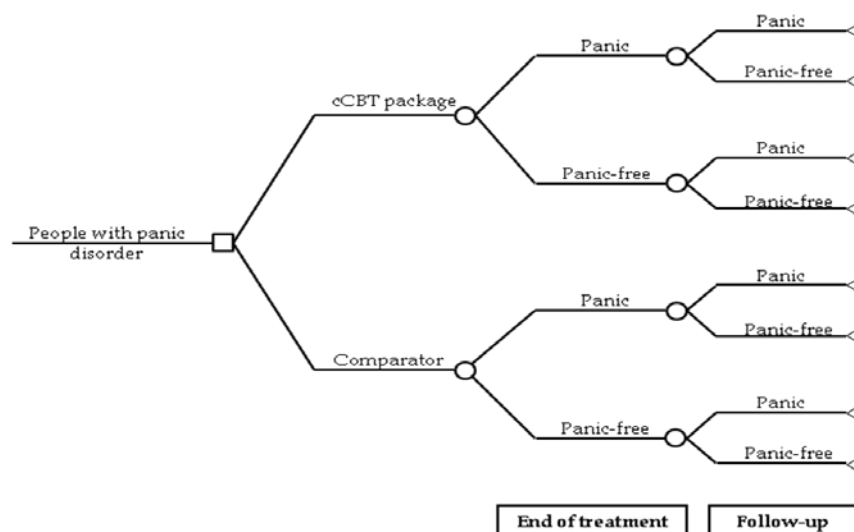 Panic
Panic
Panic-free
cCBT package
Panic-free
Panic
Panic-free
People with panic
disorder
Panic
Panic
Panic-free
Comparator
Panic-free
Panic
Panic-free
End of treatment
Follow-up